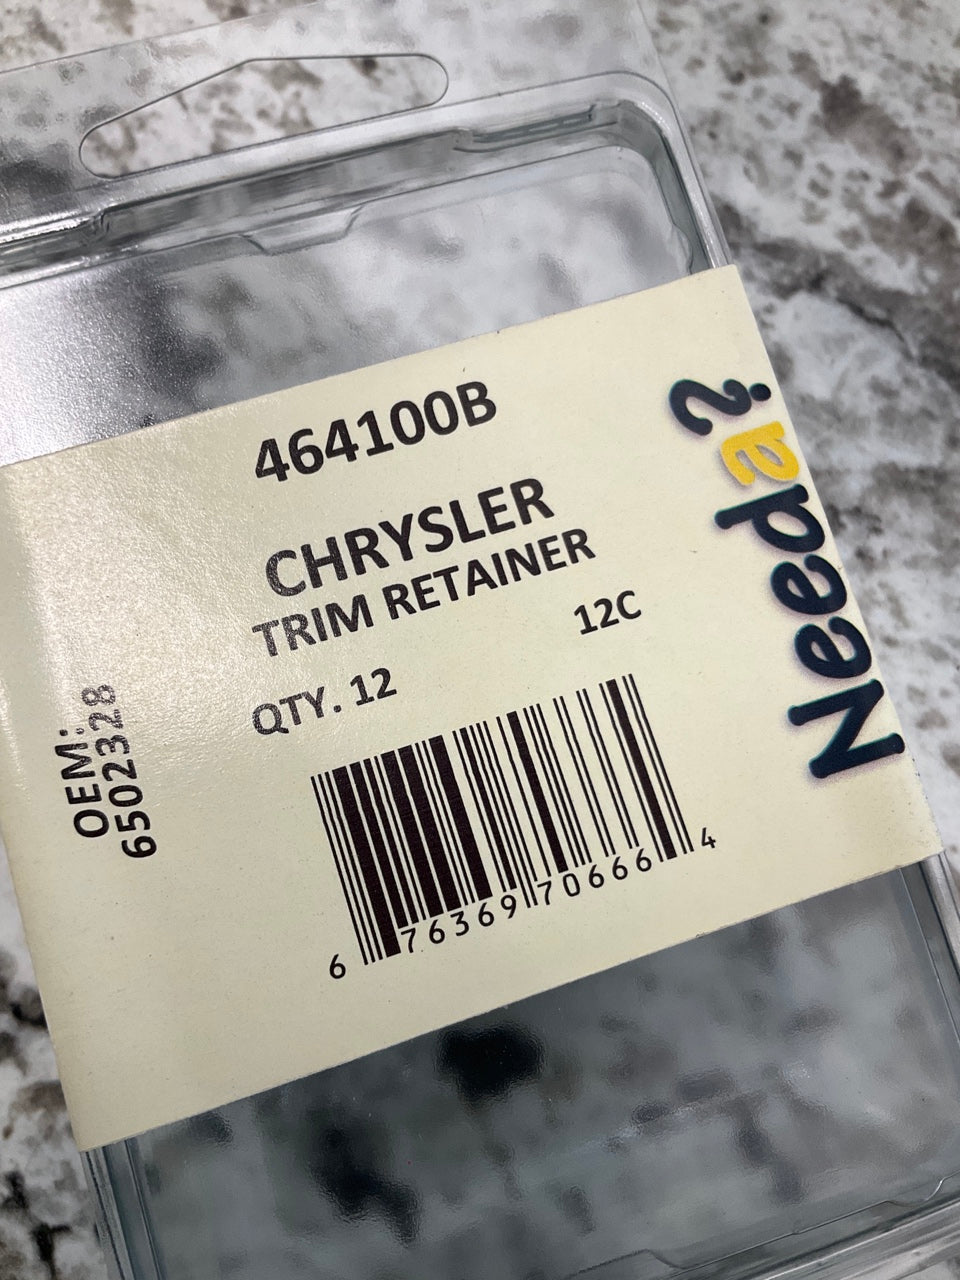 464100B
CHRYSLER
TRIM RETAINER
12C
QTY. 12
6 76369 70666 4
OEM:
6502328
Needa?